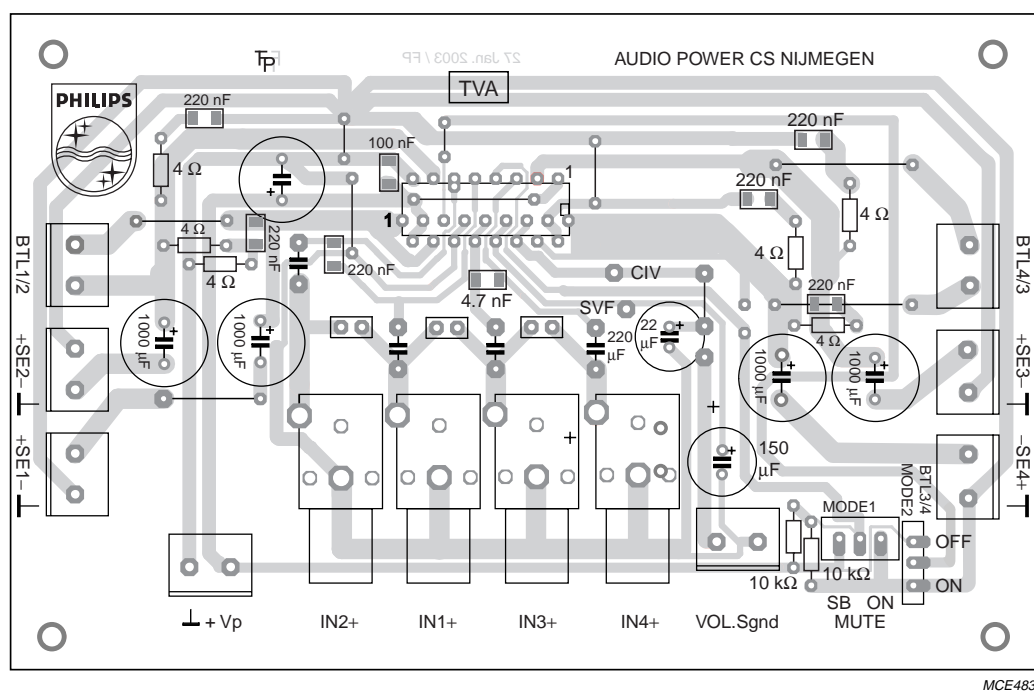 TP
27 Jan. 2003 / FP
AUDIO POWER CS NIJMEGEN
TVA
PHILIPS
220 nF
100 nF
220 nF
4 Ω
1
220 nF
1
4 Ω
4 Ω
BTL1/2
4 Ω
220 nF
220 nF
4 Ω
BTL4/3
CIV
220 nF
4.7 nF
SVF
+SE2-
1000 µF
1000 µF
220 µF
22 µF
4 Ω
1000 µF
1000 µF
+SE3-
+SE1-
150 µF
-SE4+
BTL3/4
MODE2
MODE1
OFF
10 kΩ
10 kΩ
ON
SB ON
+ Vp
IN2+
IN1+
IN3+
IN4+
VOL.Sgnd
MUTE
MCE483